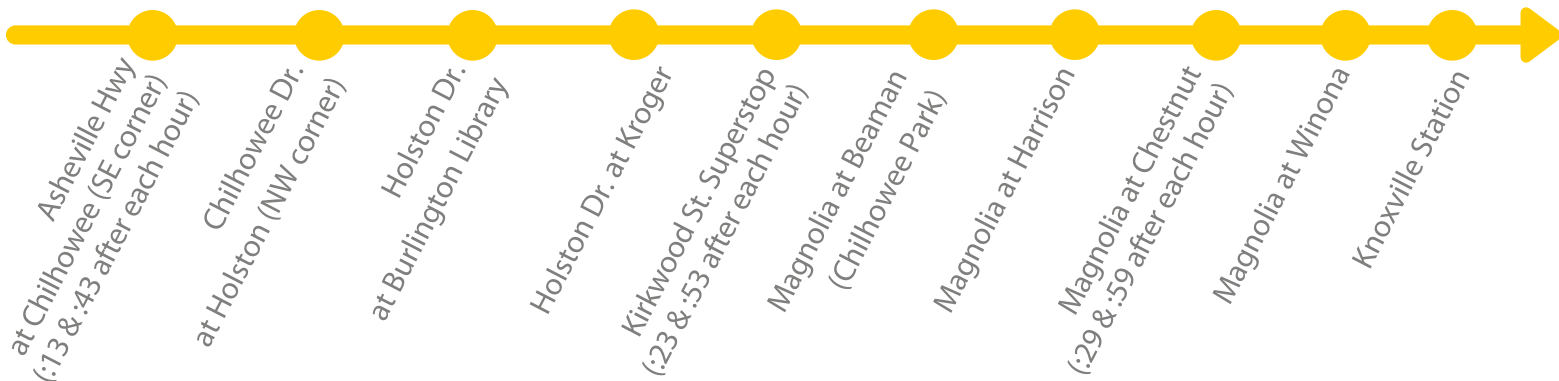 Asheville Hwy
at Chilhowee (SE corner)
(:13 & :43 after each hour)
Chilhowee Dr.
at Holston (NW corner)
Holston Dr.
at Burlington Library
Holston Dr. at Kroger
Kirkwood St. Superstop
(:23 & :53 after each hour)
Magnolia at Beaman
(Chilhowee Park)
Magnolia at Harrison
Magnolia at Chestnut
(:29 & :59 after each hour)
Magnolia at Winona
Knoxville Station